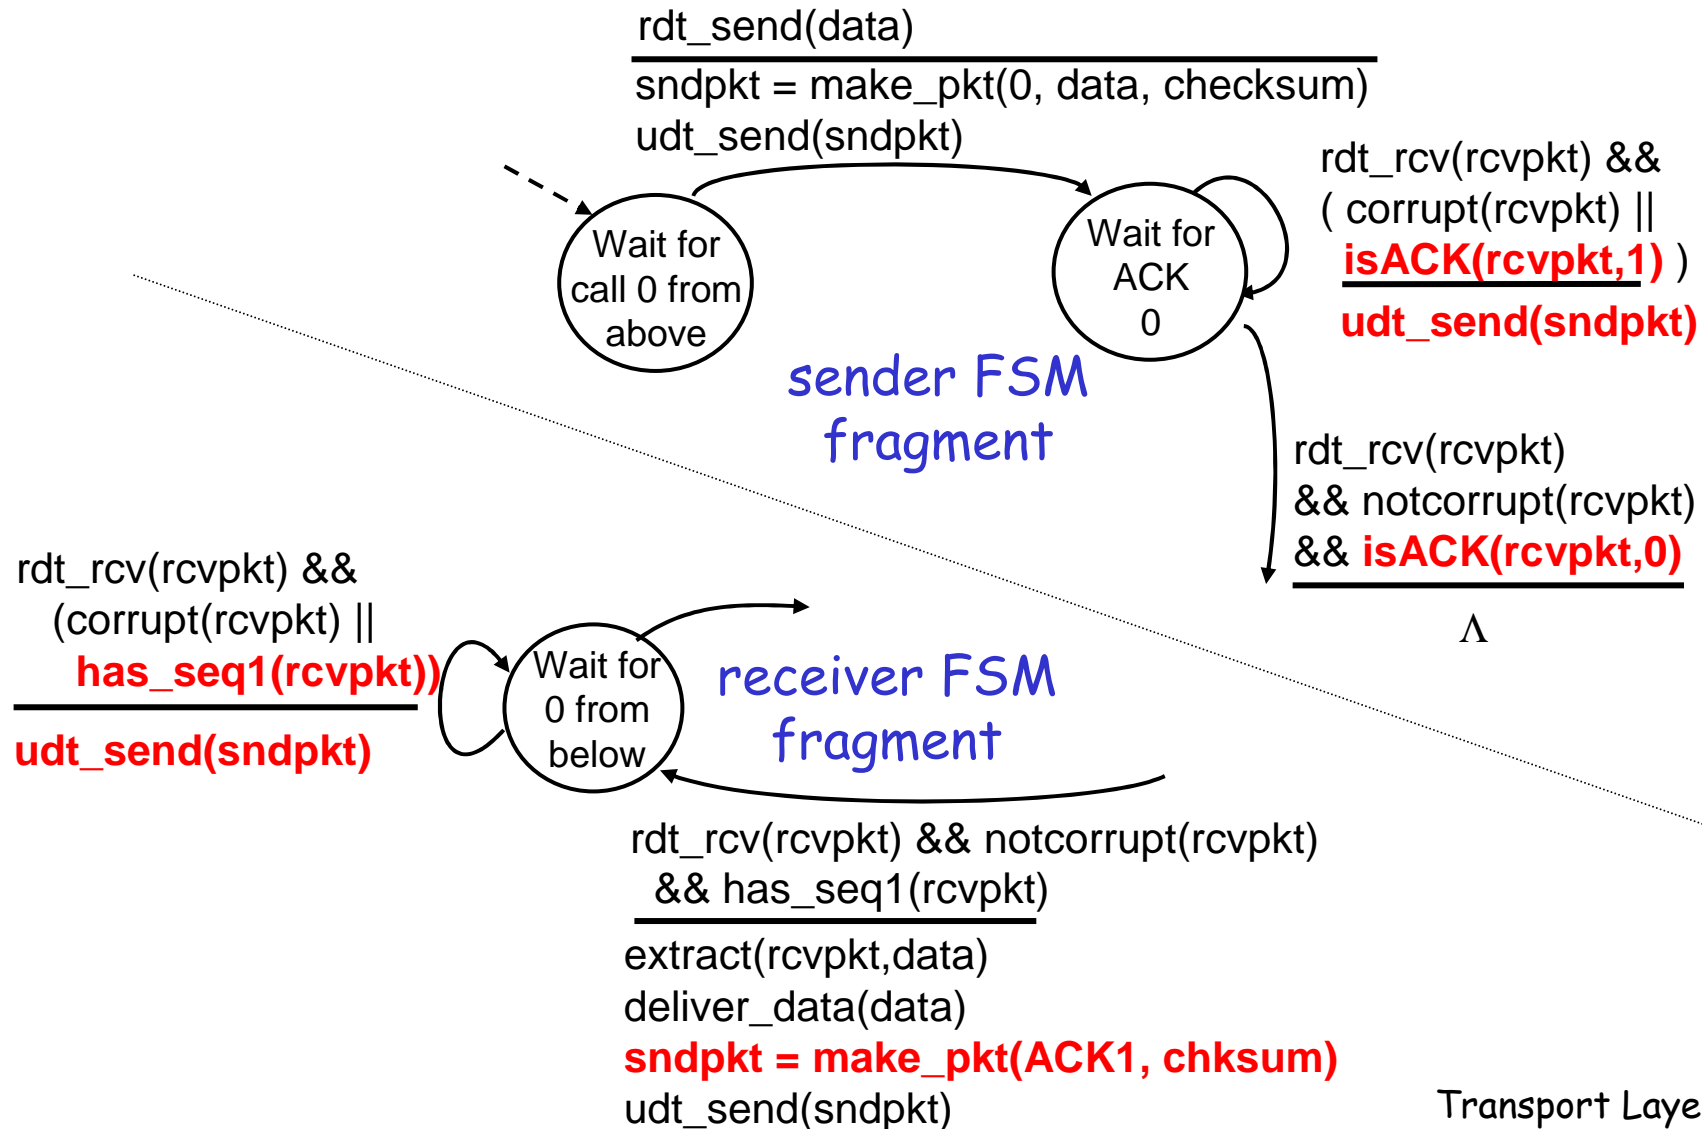 rdt_send(data)
sndpkt = make_pkt(0, data, checksum)
udt_send(sndpkt)
Wait for
call 0 from
above
Wait for
ACK
0
rdt_rcv(rcvpkt) &&
( corrupt(rcvpkt) ||
isACK(rcvpkt,1) )
udt_send(sndpkt)
sender FSM
fragment
rdt_rcv(rcvpkt)
&& notcorrupt(rcvpkt)
&& isACK(rcvpkt,0)
Λ
rdt_rcv(rcvpkt) &&
(corrupt(rcvpkt) ||
has_seq1(rcvpkt))
udt_send(sndpkt)
Wait for
0 from
below
receiver FSM
fragment
rdt_rcv(rcvpkt) && notcorrupt(rcvpkt)
&& has_seq1(rcvpkt)
extract(rcvpkt,data)
deliver_data(data)
sndpkt = make_pkt(ACK1, chksum)
udt_send(sndpkt)
Transport Laye